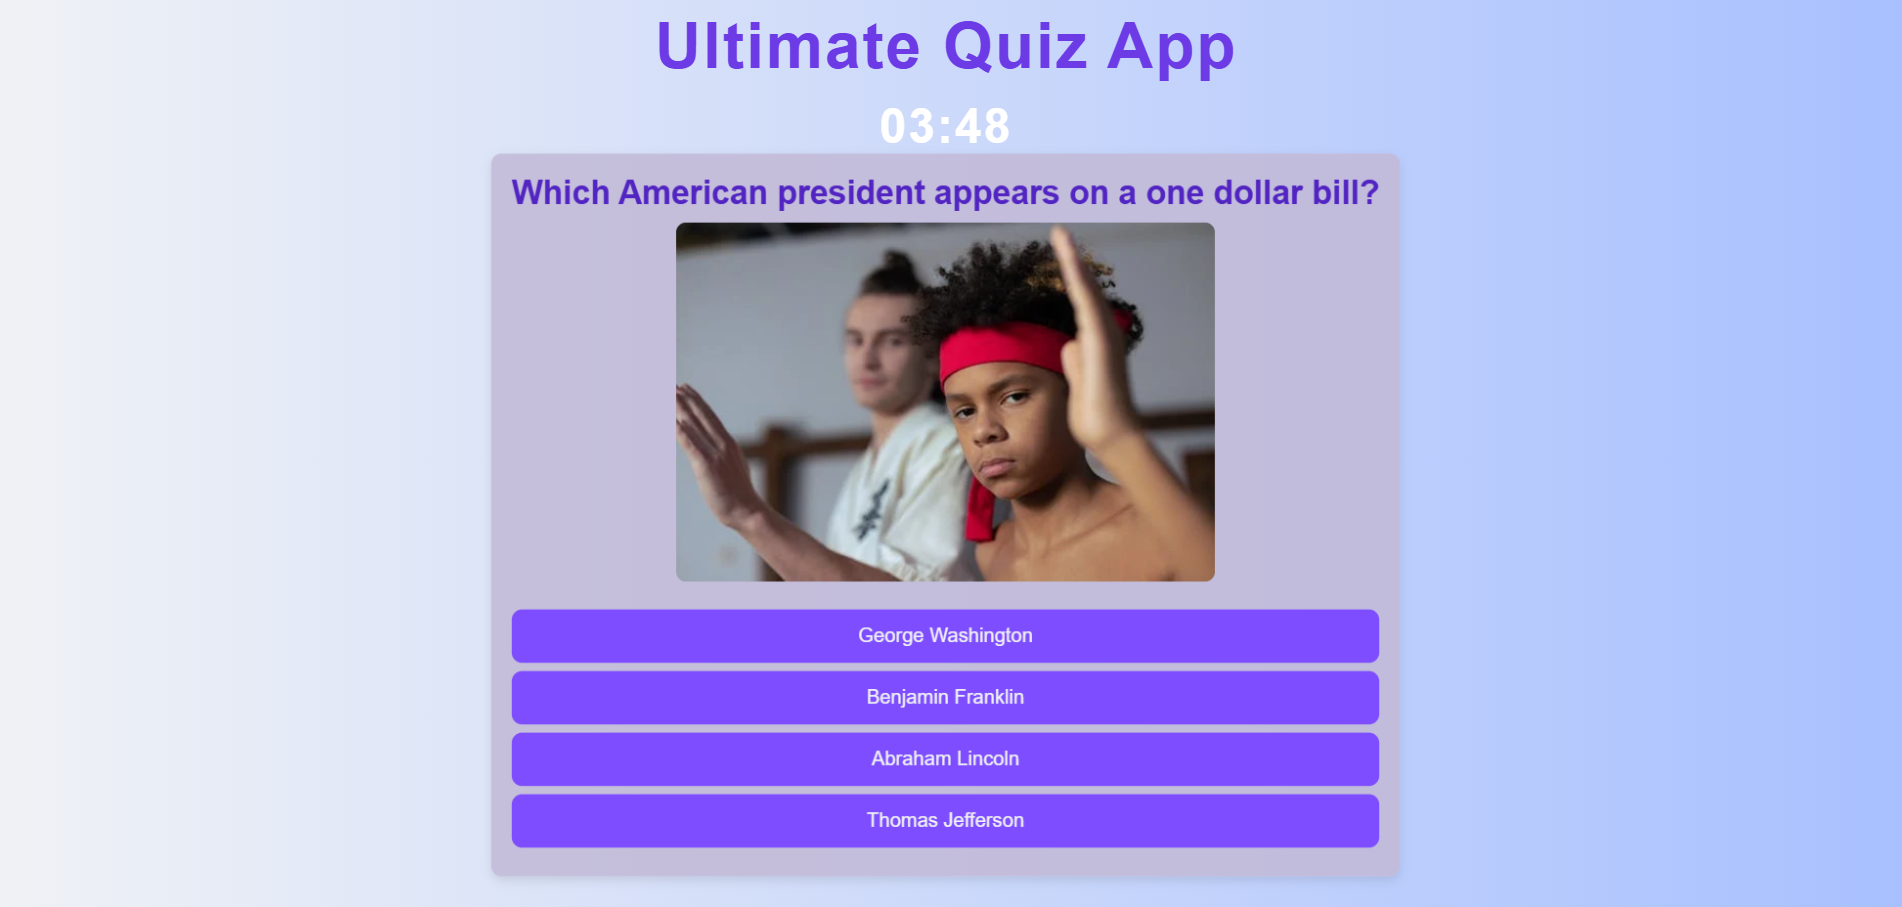 Ultimate Quiz App
03:48
Which American president appears on a one dollar bill?
George Washington
Benjamin Franklin
Abraham Lincoln
Thomas Jefferson